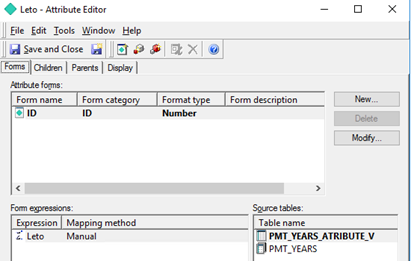 Leto - Attribute Editor
File Edit Tools Window Help
Save and Close
Forms Children Parents Display
Attribute forms:
Form name Form category Format type Form description
ID ID Number
New...
Delete
Modify...
Form expressions:
Expression Mapping method
Leto Manual
Source tables:
Table name
PMT_YEARS_ATRIBUTE_V
PMT_YEARS